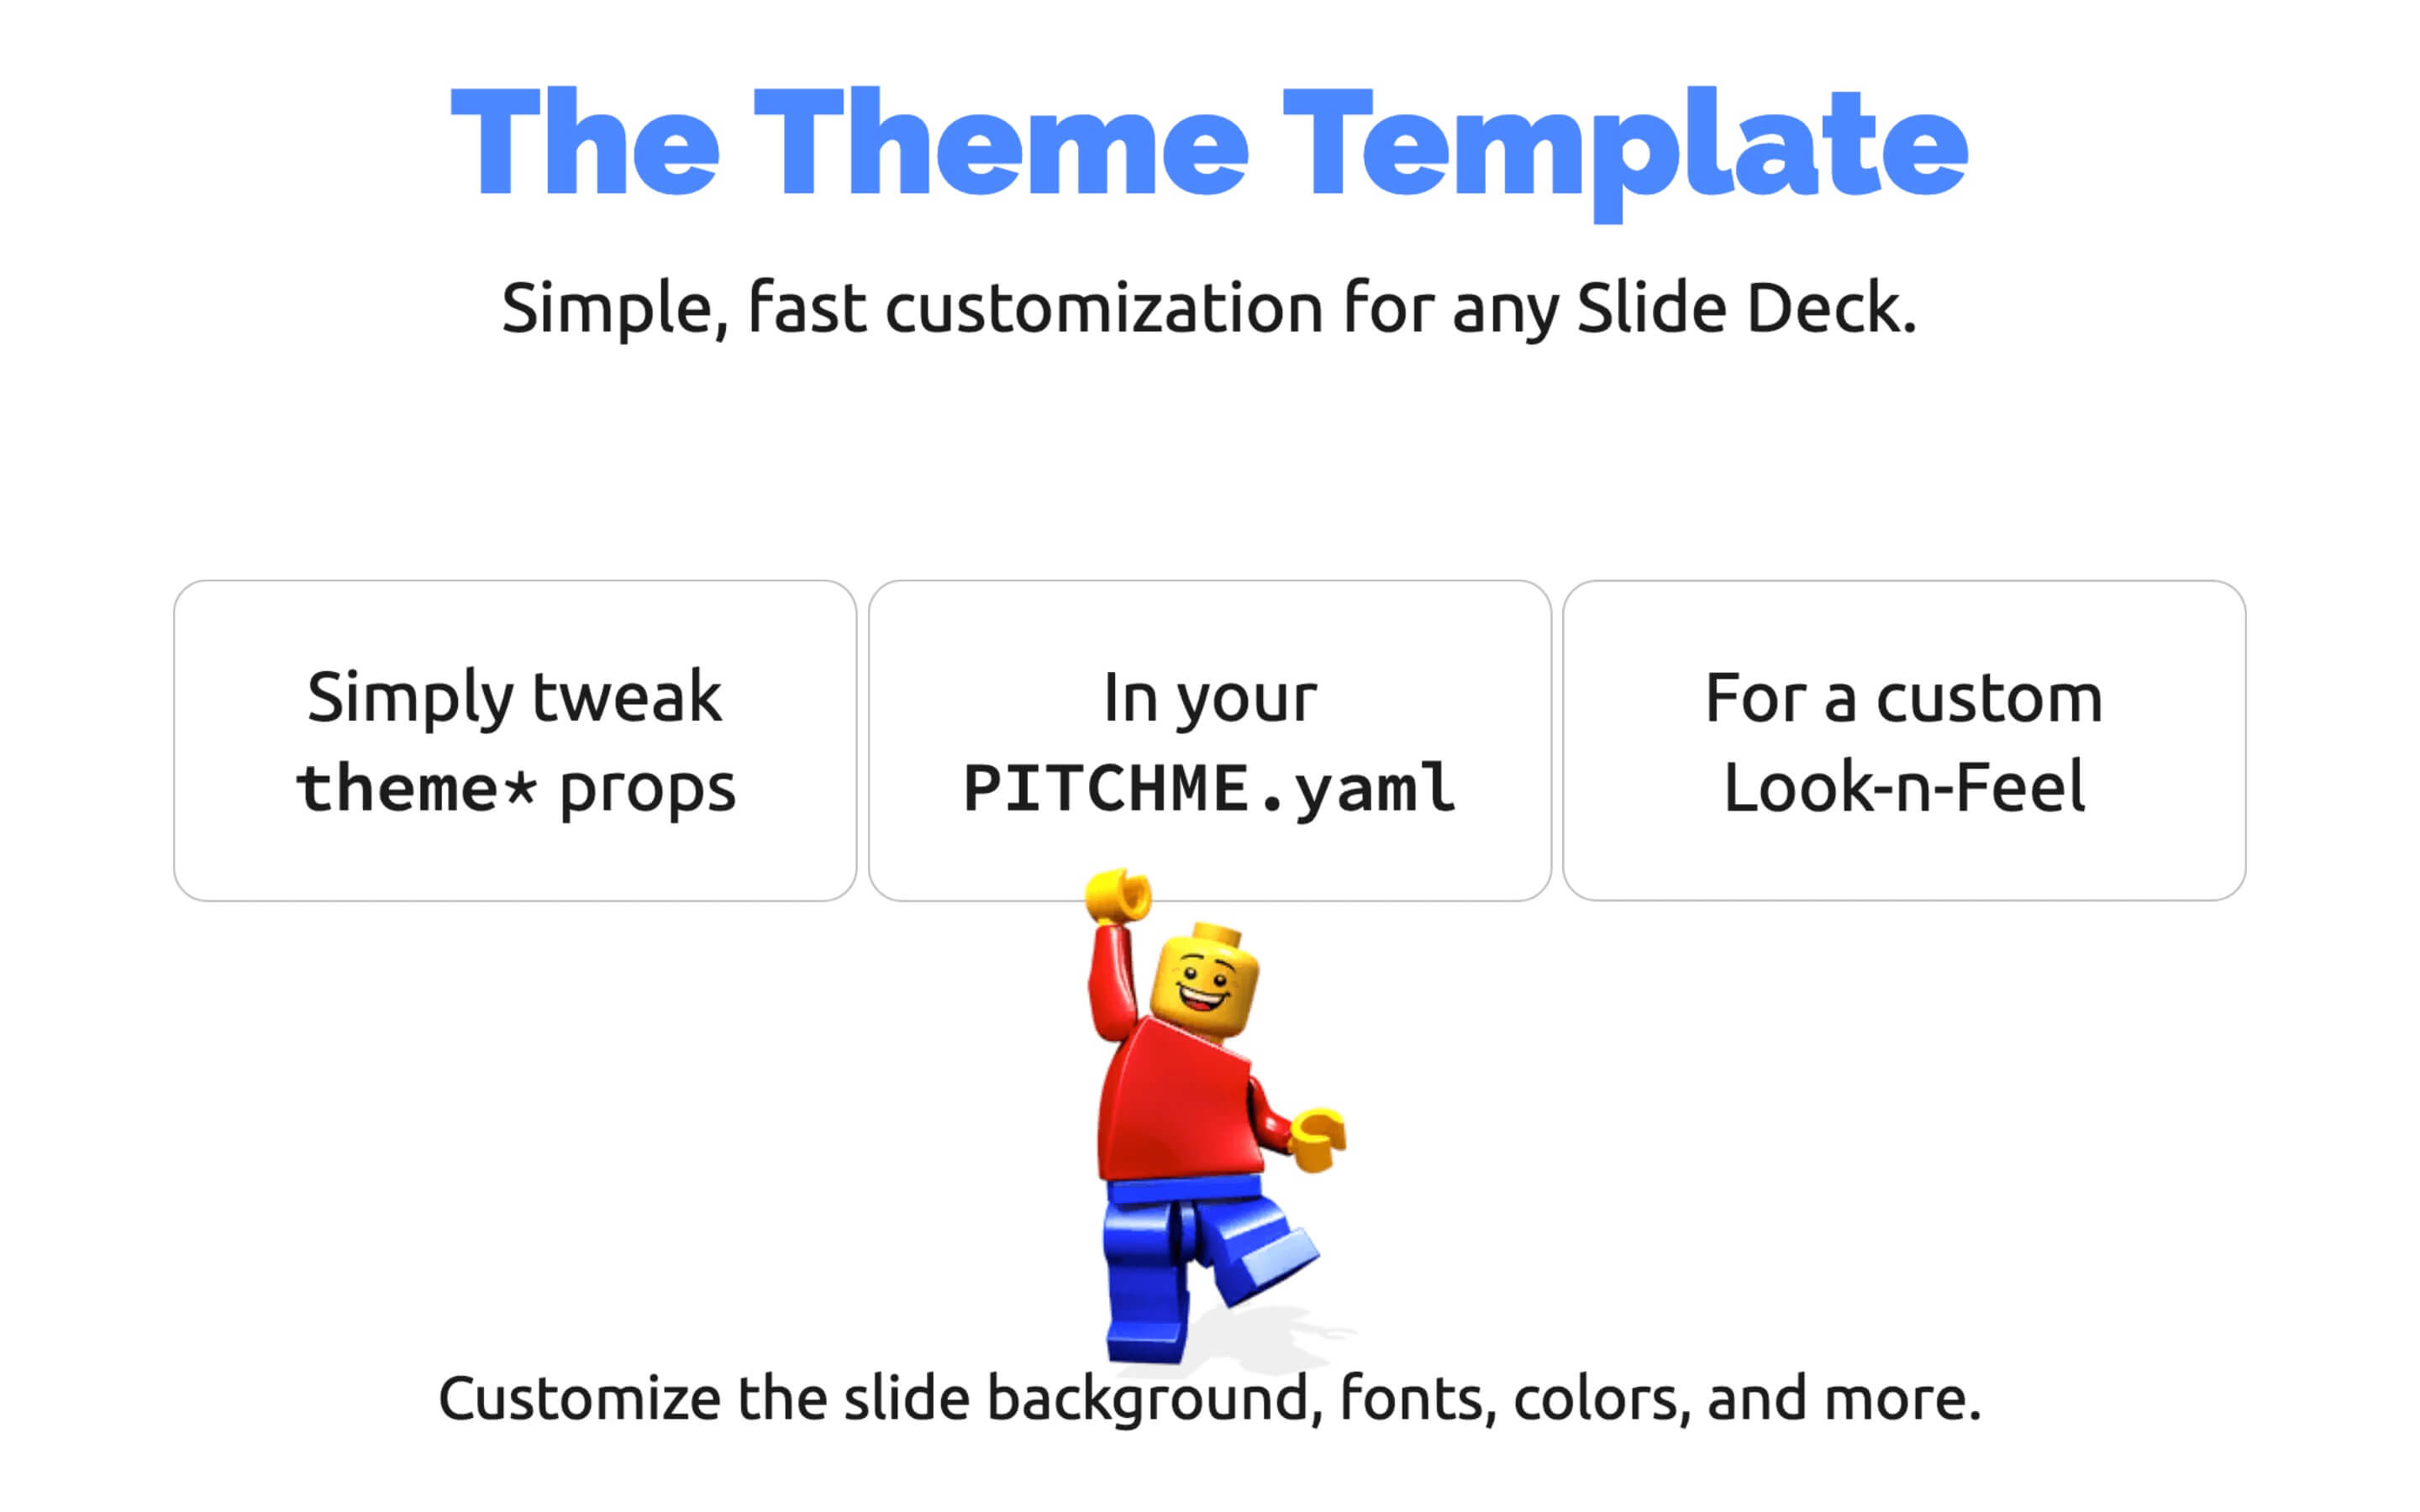 The Theme Template
Simple, fast customization for any Slide Deck.
Simply tweak
theme* props
In your
PITCHME.yaml
For a custom
Look-n-Feel
Customize the slide background, fonts, colors, and more.